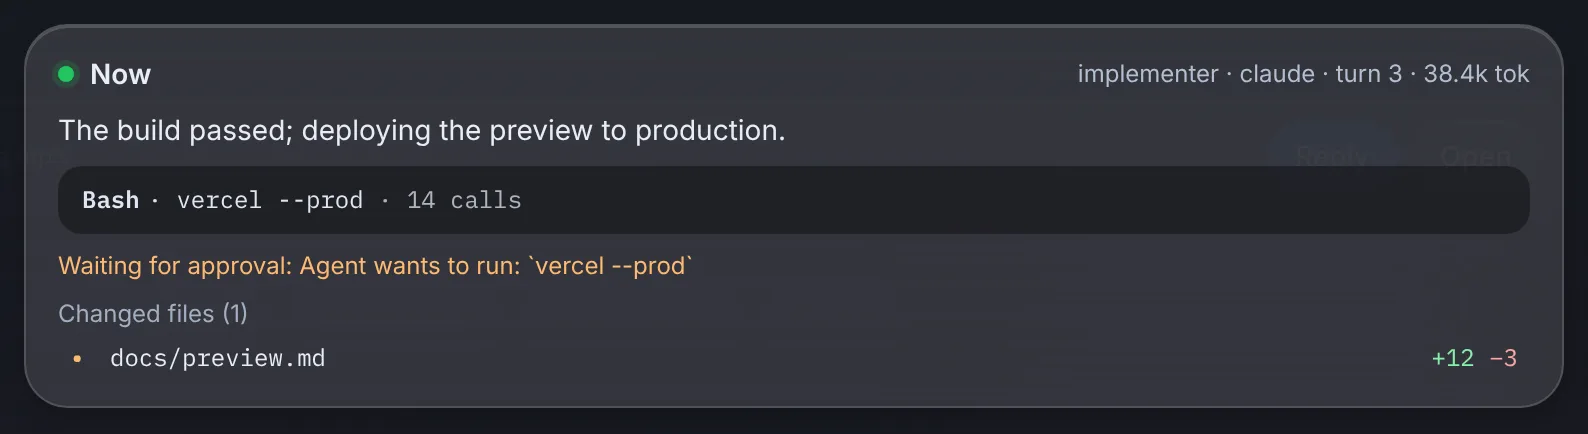 Now
implementer · claude · turn 3 · 38.4k tok
The build passed; deploying the preview to production.
Reply Open
Bash · vercel --prod · 14 calls
Waiting for approval: Agent wants to run: `vercel --prod`
Changed files (1)
• docs/preview.md +12 −3